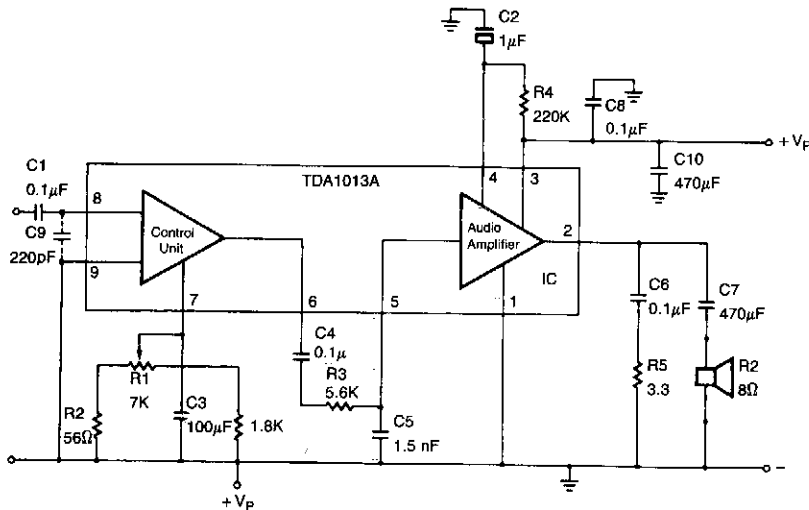 C2
1µF
R4
220K
C8
0.1µF
+ VP
C10
470µF
TDA1013A
4
3
C1
0.1µF
8
C9
220pF
9
Control
Unit
Audio
Amplifier
2
IC
7
6
5
1
C6
0.1µF
C7
470µF
C4
0.1µ
R3
5.6K
R1
7K
C3
100µF
1.8K
R2
56Ω
C5
1.5 nF
R5
3.3
R2
8Ω
+ VP
−